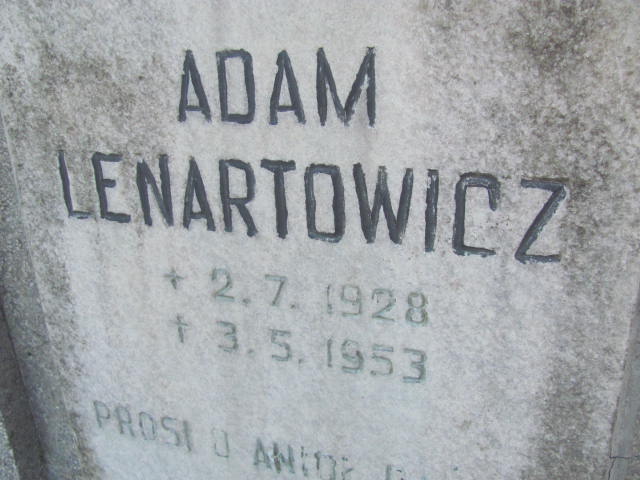 ADAM
LENARTOWICZ
+ 2.7.1928
† 3.5.1953
PROSI O